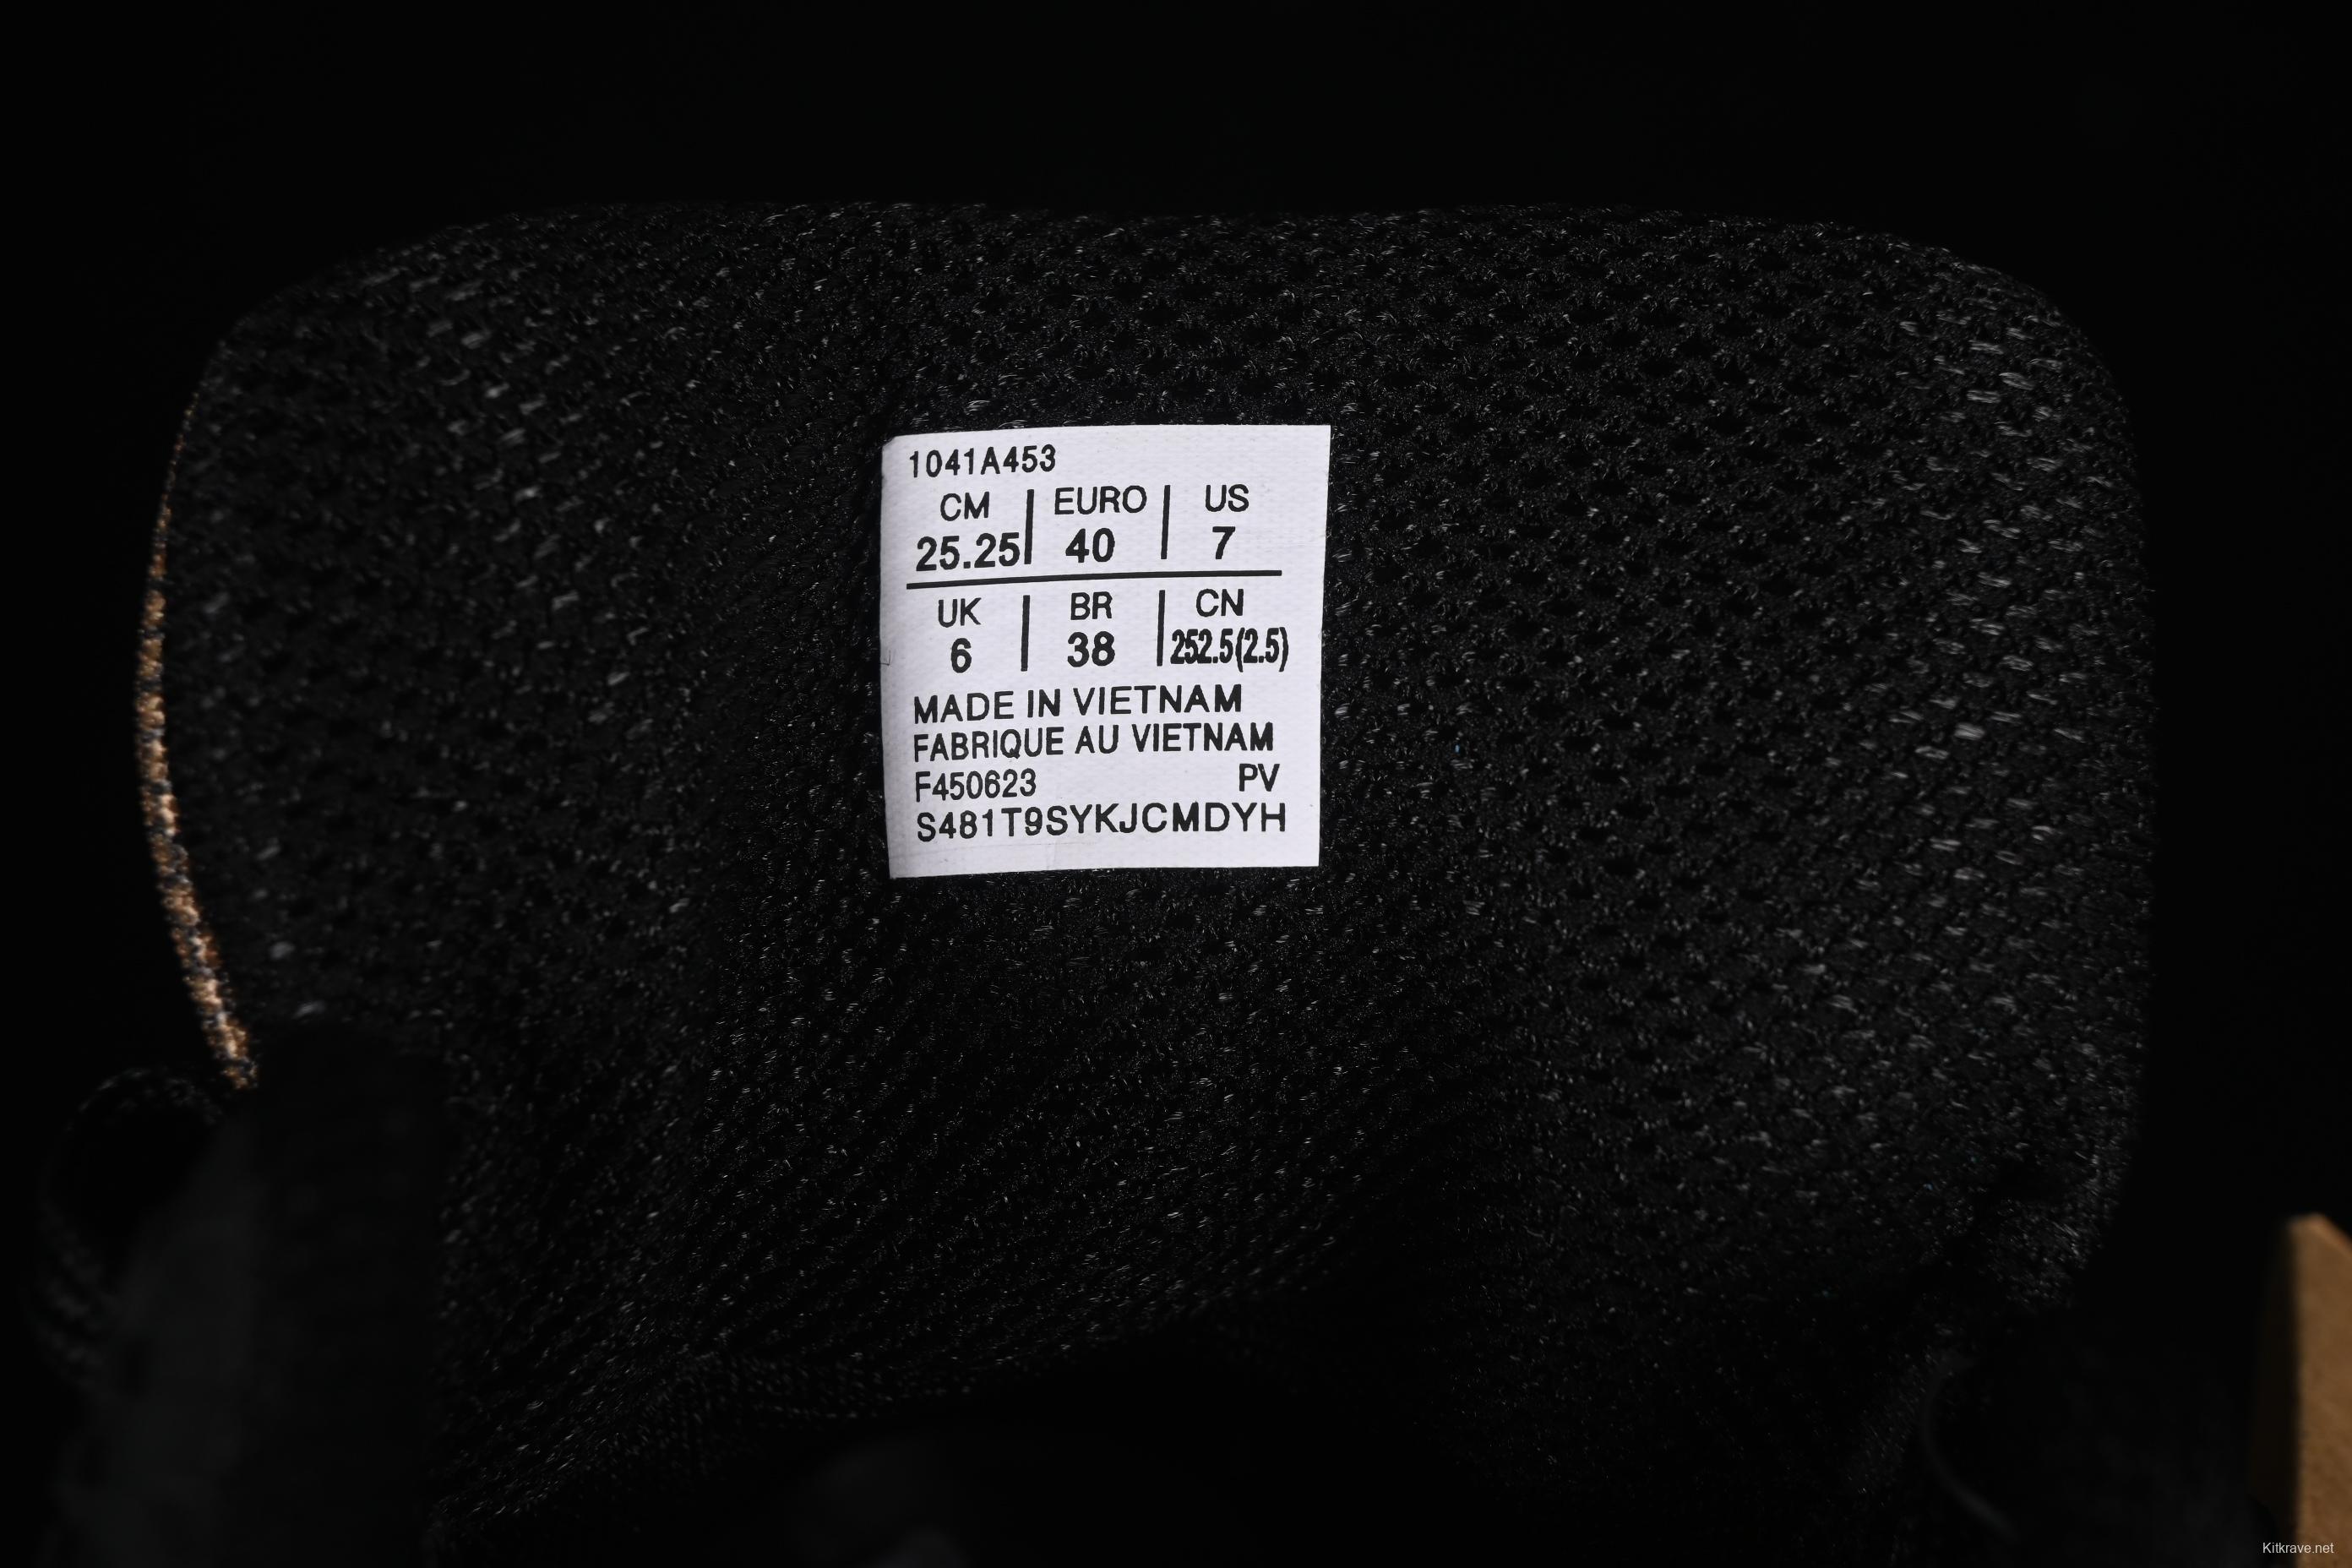 1041A453
CM | EURO | US
25.25 | 40 | 7
UK | BR | CN
6 | 38 | 252.5(2.5)
MADE IN VIETNAM
FABRIQUE AU VIETNAM
F450623 PV
S481T9SYKJCMDYH
Kitkrave.net